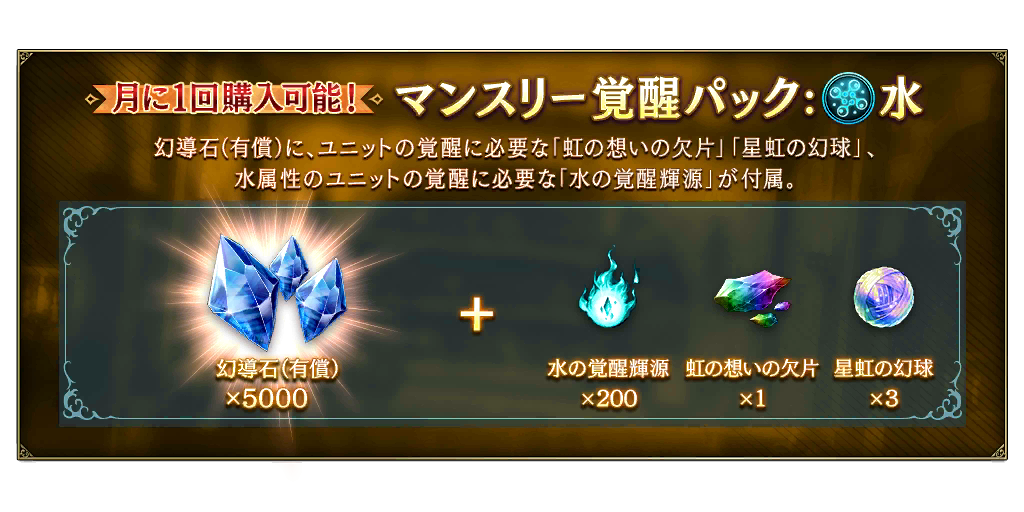 月に1回購入可能!
マンスリー覚醒パック:水
幻導石(有償)に、ユニットの覚醒に必要な「虹の想いの欠片」「星虹の幻球」、
水属性のユニットの覚醒に必要な「水の覚醒輝源」が付属。
幻導石(有償)
×5000
+
水の覚醒輝源
×200
虹の想いの欠片
×1
星虹の幻球
×3